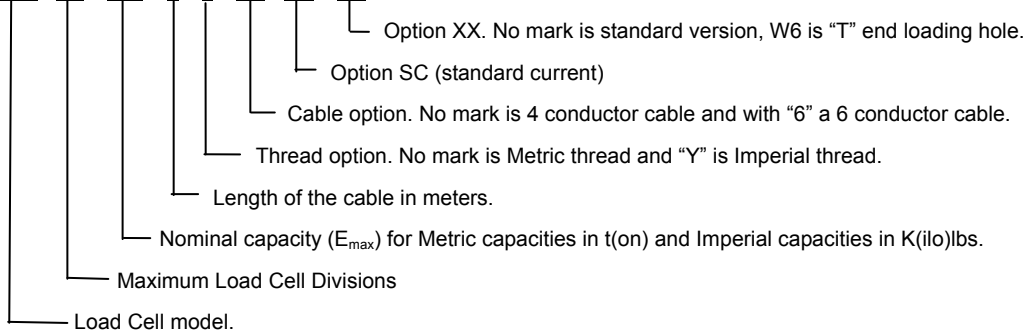 Option XX. No mark is standard version, W6 is “T” end loading hole.
Option SC (standard current)
Cable option. No mark is 4 conductor cable and with “6” a 6 conductor cable.
Thread option. No mark is Metric thread and “Y” is Imperial thread.
Length of the cable in meters.
Nominal capacity (Emax) for Metric capacities in t(on) and Imperial capacities in K(ilo)lbs.
Maximum Load Cell Divisions
Load Cell model.